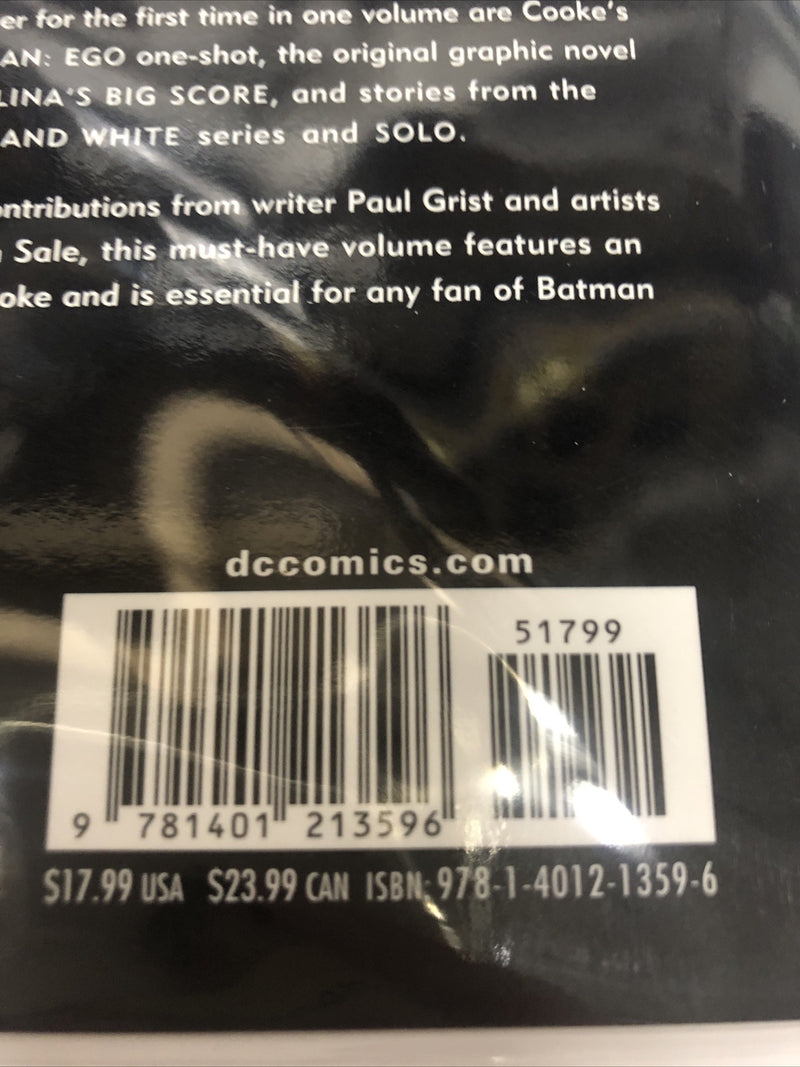 er for the first time in one volume are Cooke's
AN: EGO one-shot, the original graphic novel
LINA'S BIG SCORE, and stories from the
AND WHITE series and SOLO.
ontributions from writer Paul Grist and artists
Sale, this must-have volume features an
oke and is essential for any fan of Batman
dccomics.com
51799
9 781401 213596
$17.99 USA $23.99 CAN ISBN: 978-1-4012-1359-6